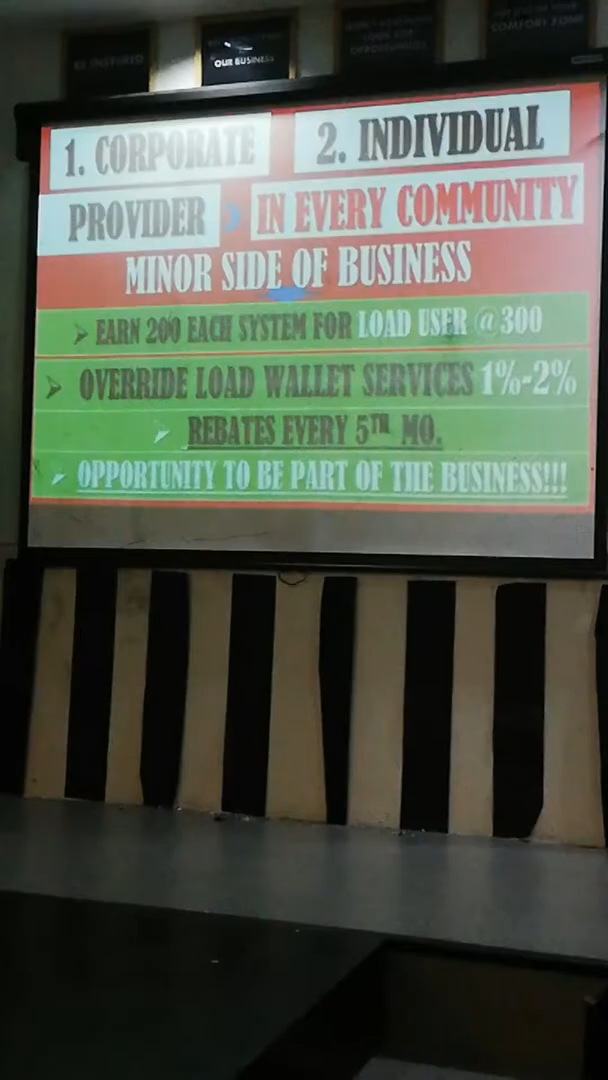 BE INSPIRED
OUR BUSINESS
COMFORT ZONE
1. CORPORATE
2. INDIVIDUAL
PROVIDER
IN EVERY COMMUNITY
MINOR SIDE OF BUSINESS
EARN 200 EACH SYSTEM FOR LOAD USER @ 300
OVERRIDE LOAD WALLET SERVICES 1%-2%
REBATES EVERY 5TH MO.
OPPORTUNITY TO BE PART OF THE BUSINESS!!!